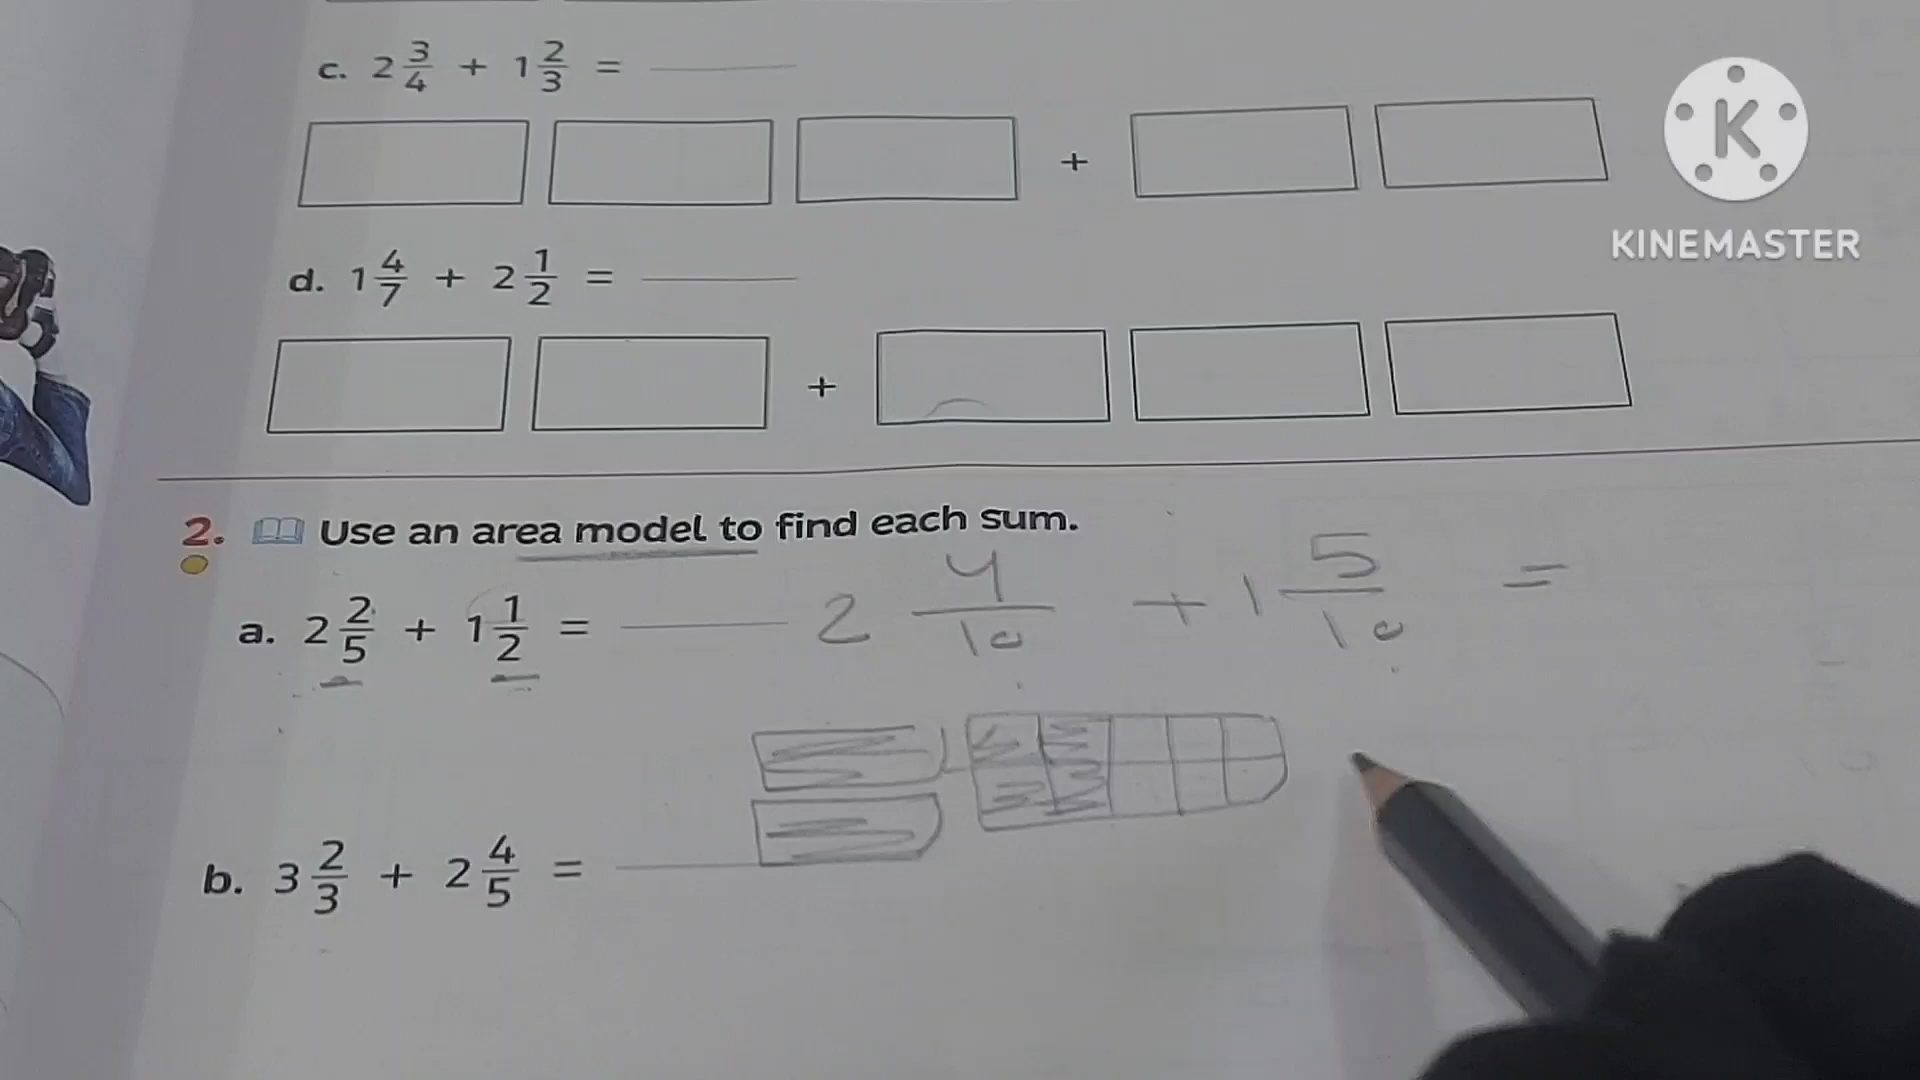 c. 2 3/4 + 1 2/3 =
+
d. 1 4/7 + 2 1/2 =
+
2. Use an area model to find each sum.
a. 2 2/5 + 1 1/2 = 2 4/10 + 1 5/10 =
b. 3 2/3 + 2 4/5 =
K
KINEMASTER